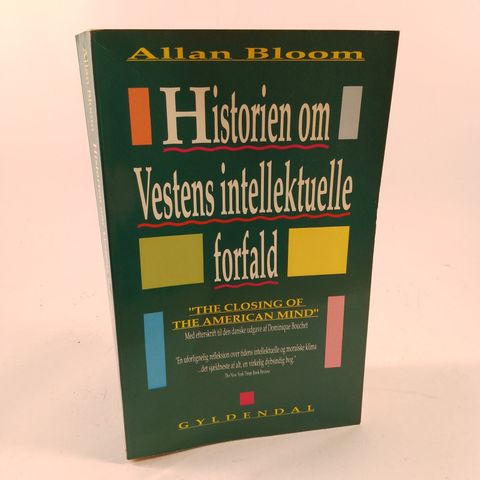 Allan Bloom
Historien om
Vestens intellektuelle
forfald
"THE CLOSING OF
THE AMERICAN MIND"
Med efterskrift til den danske udgave af Dominique Bouchet
"En uforlignelig refleksion over tidens intellektuelle og moralske klima
...det sjældneste af alt, en virkelig dybsindig bog."
The New York Times Book Review
GYLDENDAL
Allan Bloom